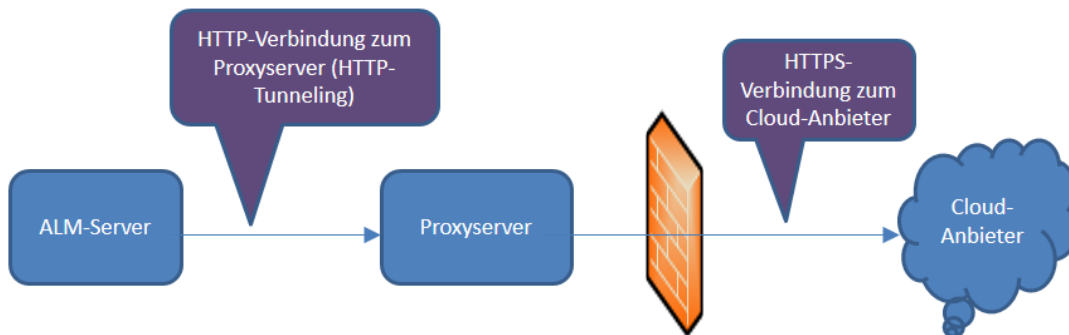 HTTP-Verbindung zum
Proxyserver (HTTP-
Tunneling)
HTTPS-
Verbindung zum
Cloud-Anbieter
ALM-Server
Proxyserver
Cloud-
Anbieter